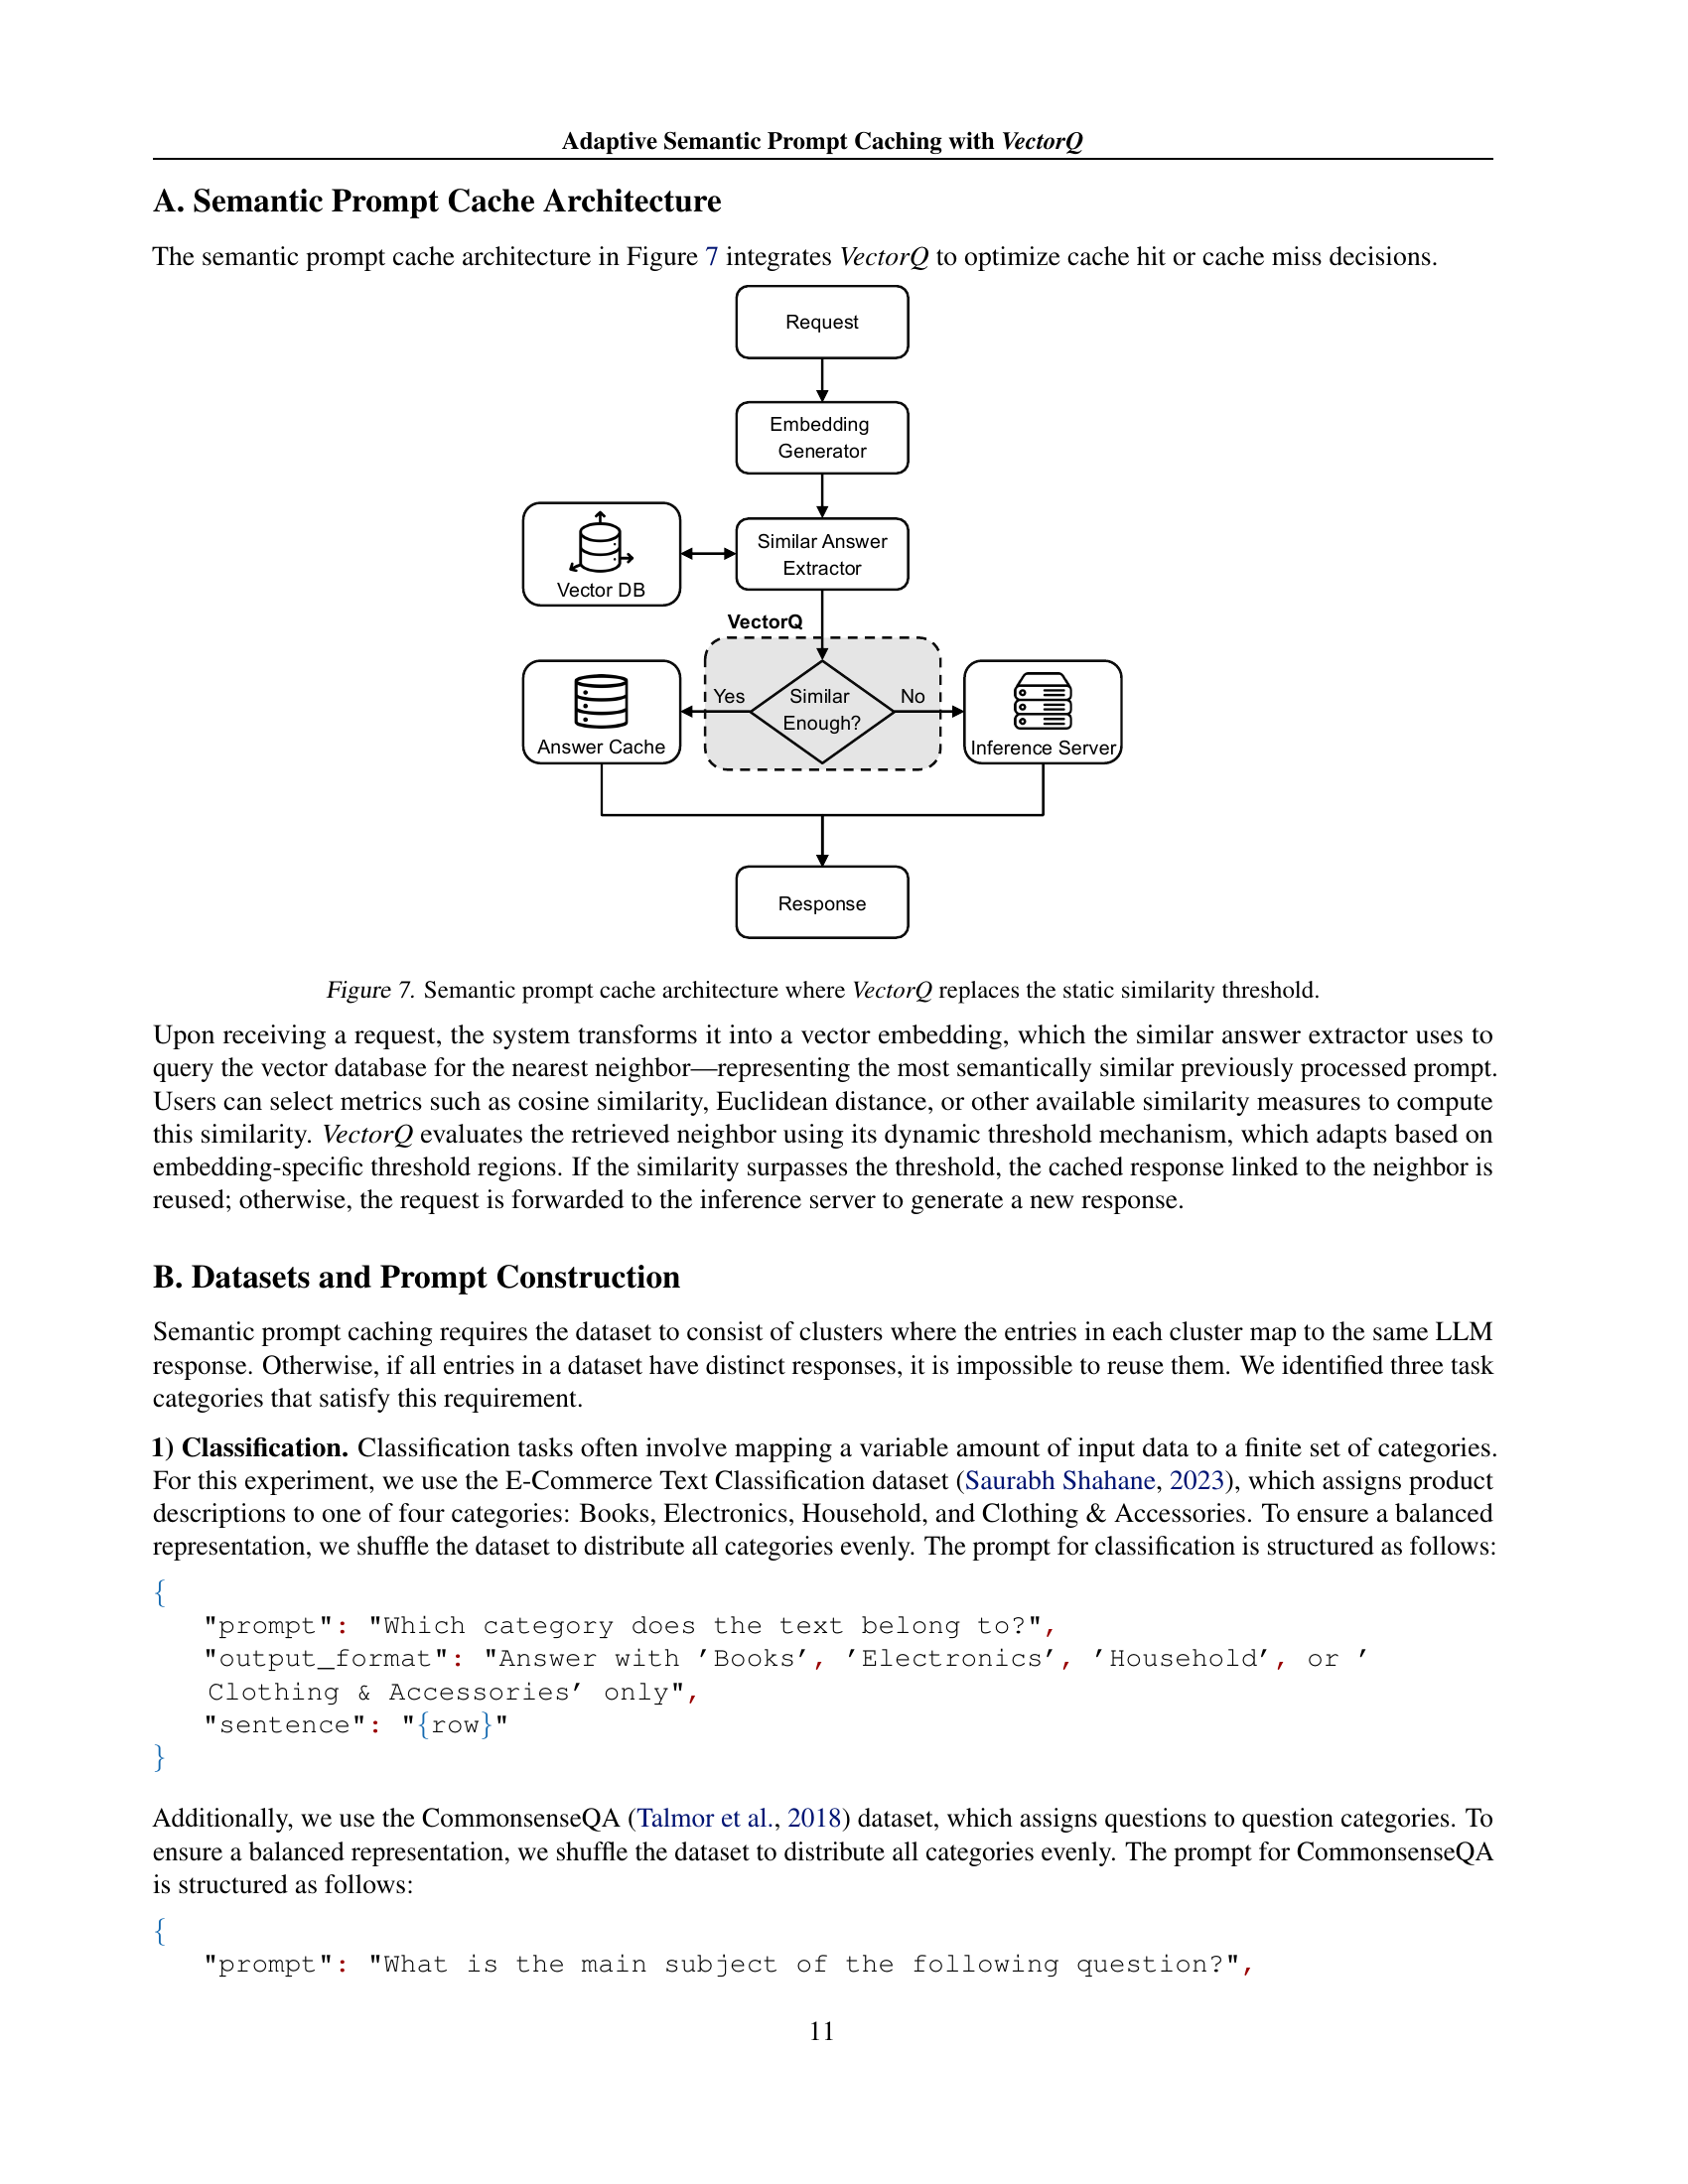 Adaptive Semantic Prompt Caching with VectorQ
A. Semantic Prompt Cache Architecture
The semantic prompt cache architecture in Figure 7 integrates VectorQ to optimize cache hit or cache miss decisions.
Request
Embedding
Generator
Similar Answer
Extractor
Vector DB
VectorQ
Yes
Similar
Enough?
No
Answer Cache
Inference Server
Response
Figure 7. Semantic prompt cache architecture where VectorQ replaces the static similarity threshold.
Upon receiving a request, the system transforms it into a vector embedding, which the similar answer extractor uses to
query the vector database for the nearest neighbor—representing the most semantically similar previously processed prompt.
Users can select metrics such as cosine similarity, Euclidean distance, or other available similarity measures to compute
this similarity. VectorQ evaluates the retrieved neighbor using its dynamic threshold mechanism, which adapts based on
embedding-specific threshold regions. If the similarity surpasses the threshold, the cached response linked to the neighbor is
reused; otherwise, the request is forwarded to the inference server to generate a new response.
B. Datasets and Prompt Construction
Semantic prompt caching requires the dataset to consist of clusters where the entries in each cluster map to the same LLM
response. Otherwise, if all entries in a dataset have distinct responses, it is impossible to reuse them. We identified three task
categories that satisfy this requirement.
1) Classification. Classification tasks often involve mapping a variable amount of input data to a finite set of categories.
For this experiment, we use the E-Commerce Text Classification dataset (Saurabh Shahane, 2023), which assigns product
descriptions to one of four categories: Books, Electronics, Household, and Clothing & Accessories. To ensure a balanced
representation, we shuffle the dataset to distribute all categories evenly. The prompt for classification is structured as follows:
{
"prompt": "Which category does the text belong to?",
"output_format": "Answer with ’Books’, ’Electronics’, ’Household’, or ’
Clothing & Accessories’ only",
"sentence": "{row}"
}
Additionally, we use the CommonsenseQA (Talmor et al., 2018) dataset, which assigns questions to question categories. To
ensure a balanced representation, we shuffle the dataset to distribute all categories evenly. The prompt for CommonsenseQA
is structured as follows:
{
"prompt": "What is the main subject of the following question?",
11